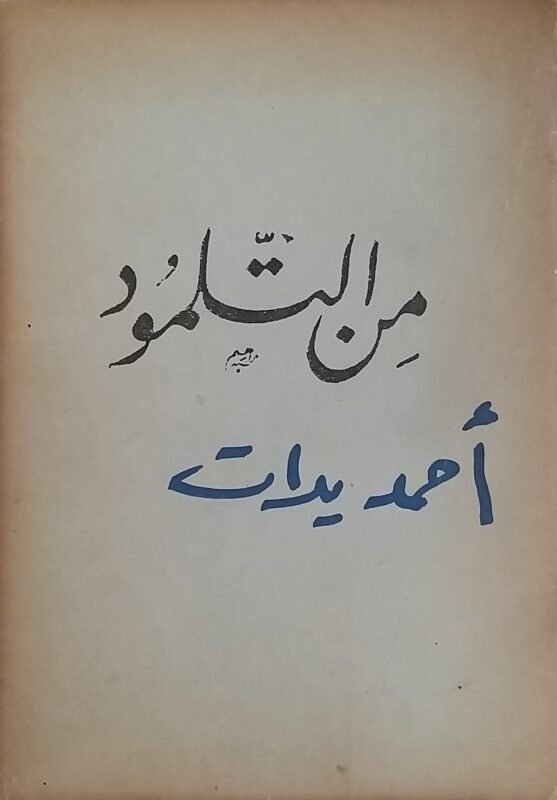 مِن التّلمُود
أحمد يدات